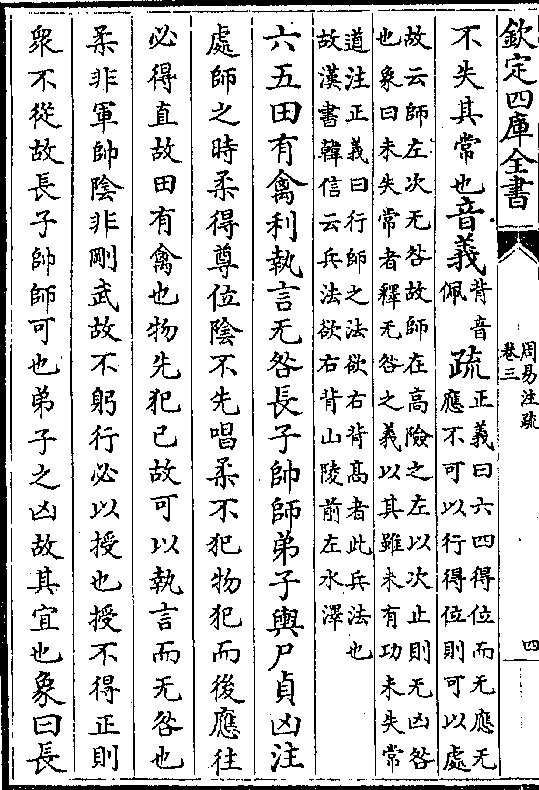 欽定四庫全書
周易注疏
卷三
四
不失其常也音義背音
佩疏正義曰六四得位而无應无
應不可以行得位則可以處
故云師左次无咎故師在高險之左以次止則无凶咎
也象曰未失常者釋无咎之義以其雖未有功未失常
道注正義曰行師之法欲右背高者此兵法也
故漢書韓信云兵法欲右背山陵前左水澤
六五田有禽利執言无咎長子帥師弟子輿尸貞凶注
處師之時柔得尊位陰不先唱柔不犯物犯而後應往
必得直故田有禽也物先犯己故可以執言而无咎也
柔非軍帥陰非剛武故不躬行必以授也授不得正則
衆不從故長子帥師可也弟子之凶故其宜也象曰長